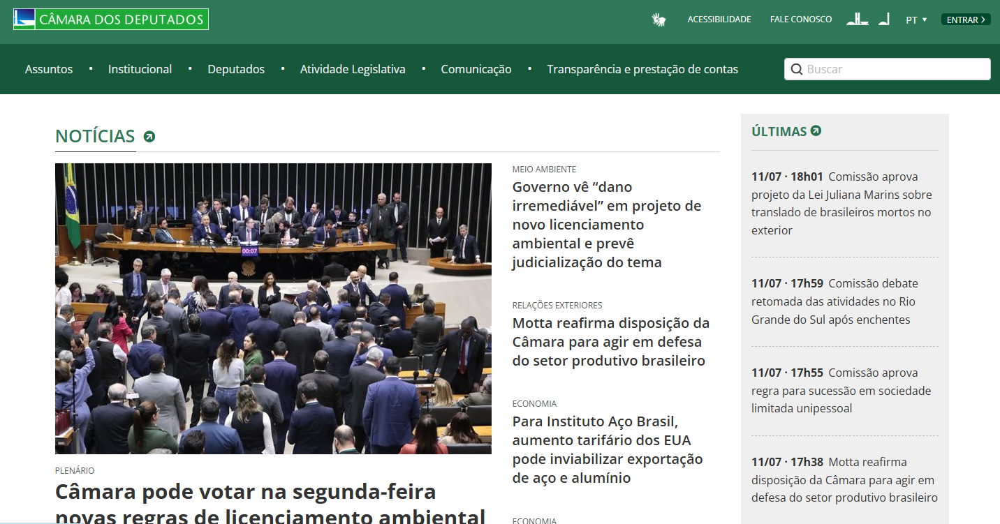 CÂMARA DOS DEPUTADOS
ACESSIBILIDADE
FALE CONOSCO
PT
ENTRAR
Assuntos • Institucional • Deputados • Atividade Legislativa • Comunicação • Transparência e prestação de contas
Buscar
NOTÍCIAS
00:07
PLENÁRIO
Câmara pode votar na segunda-feira
novas regras de licenciamento ambiental
MEIO AMBIENTE
Governo vê “dano
irremediável” em projeto de
novo licenciamento
ambiental e prevê
judicialização do tema
RELAÇÕES EXTERIORES
Motta reafirma disposição da
Câmara para agir em defesa
do setor produtivo brasileiro
ECONOMIA
Para Instituto Aço Brasil,
aumento tarifário dos EUA
pode inviabilizar exportação
de aço e alumínio
ECONOMIA
ÚLTIMAS
11/07 · 18h01 Comissão aprova
projeto da Lei Juliana Marins sobre
translado de brasileiros mortos no
exterior
11/07 · 17h59 Comissão debate
retomada das atividades no Rio
Grande do Sul após enchentes
11/07 · 17h55 Comissão aprova
regra para sucessão em sociedade
limitada unipessoal
11/07 · 17h38 Motta reafirma
disposição da Câmara para agir em
defesa do setor produtivo brasileiro